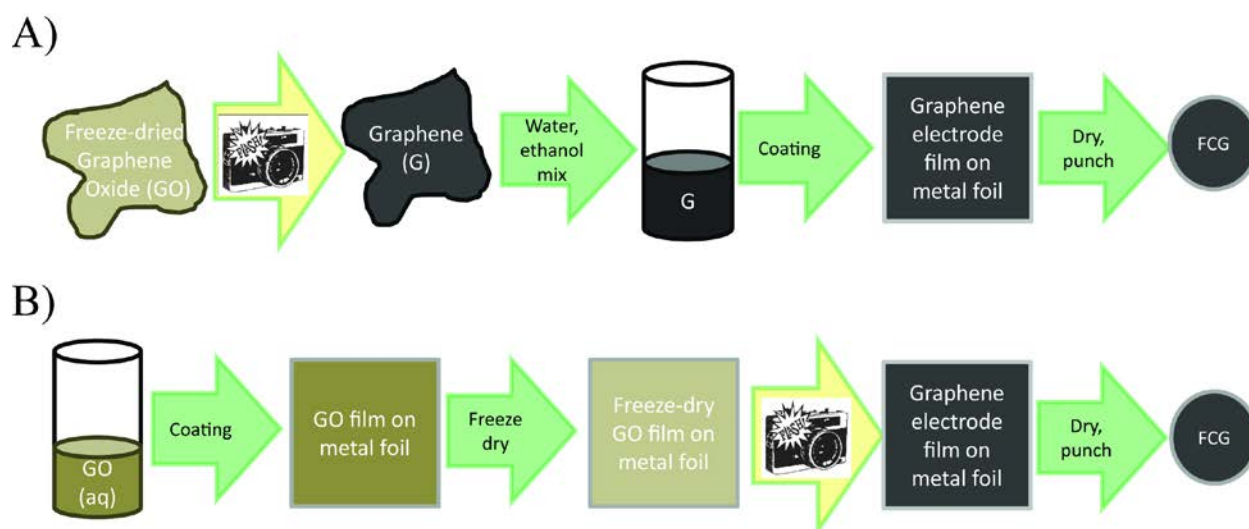 A)
Freeze-dried
Graphene
Oxide (GO)
FLASH!
Graphene
(G)
Water,
ethanol
mix
G
Coating
Graphene
electrode
film on
metal foil
Dry,
punch
FCG
B)
GO
(aq)
Coating
GO film on
metal foil
Freeze
dry
Freeze-dry
GO film on
metal foil
FLASH!
Graphene
electrode
film on
metal foil
Dry,
punch
FCG